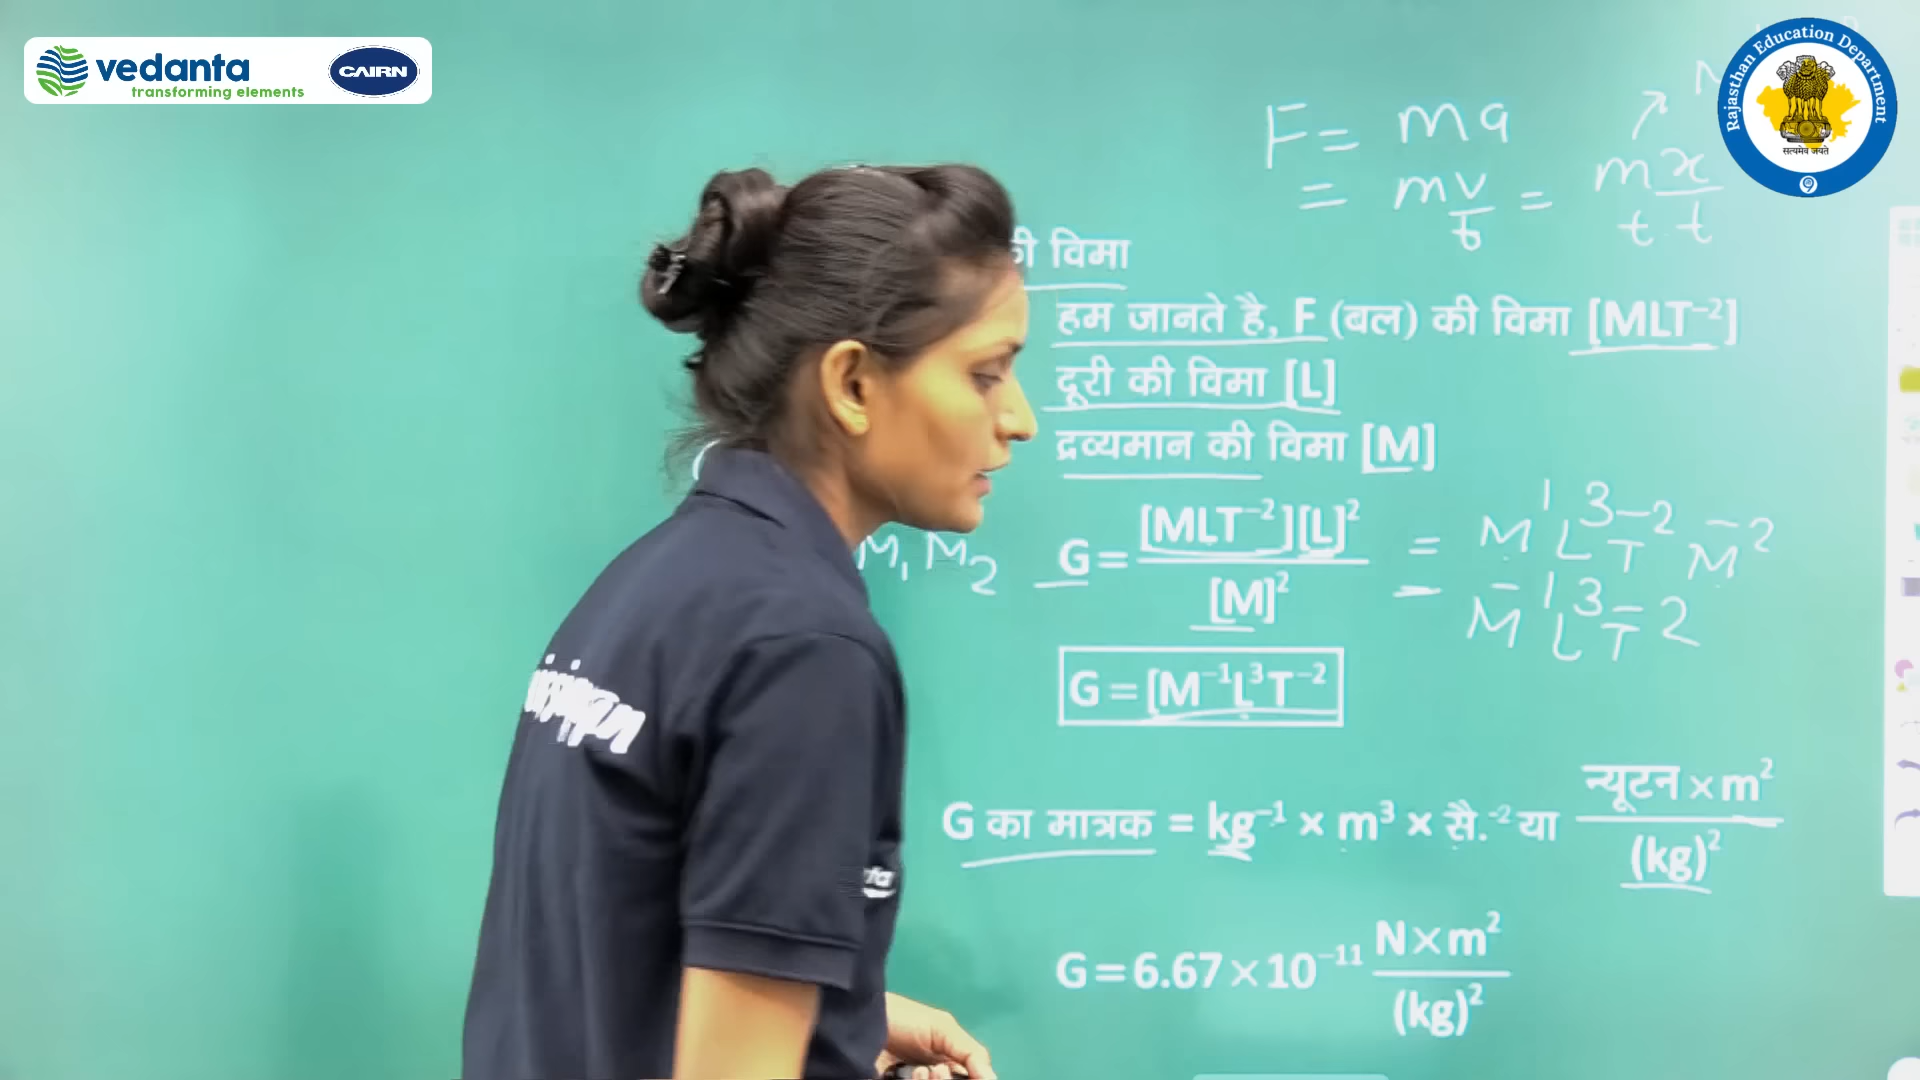 vedanta
transforming elements
CAIRN
Rajasthan Education Department
सत्यमेव जयते
F = ma
= m v/t = m x/t t
की विमा
हम जानते है, F (बल) की विमा [MLT⁻²]
दूरी की विमा [L]
द्रव्यमान की विमा [M]
M₁ M₂
G = [MLT⁻²][L]² / [M]² = M¹ L³ T⁻² M⁻²
= M⁻¹ L³ T⁻²
G = [M⁻¹L³T⁻²
G का मात्रक = kg⁻¹ × m³ × सै.⁻² या न्यूटन × m² / (kg)²
G = 6.67 × 10⁻¹¹ N × m² / (kg)²